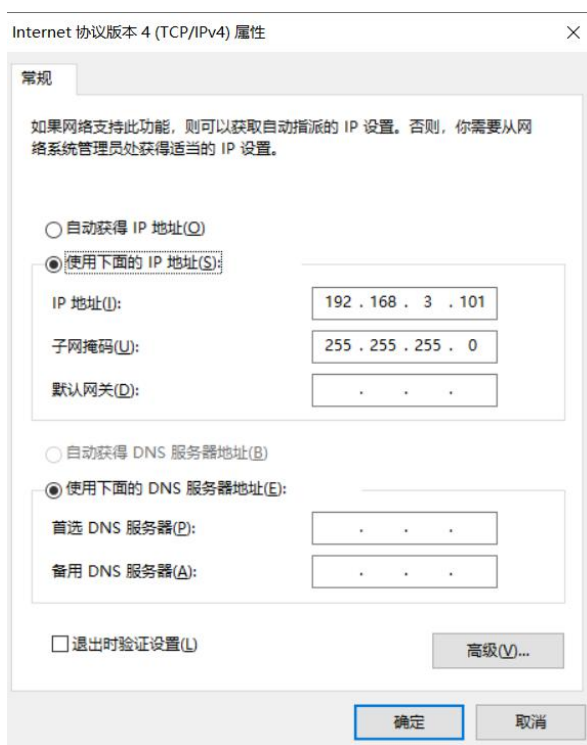 Internet 协议版本 4 (TCP/IPv4) 属性
常规
如果网络支持此功能，则可以获取自动指派的 IP 设置。否则，你需要从网
络系统管理员处获得适当的 IP 设置。
自动获得 IP 地址(O)
使用下面的 IP 地址(S):
IP 地址(I):
192 . 168 . 3 . 101
子网掩码(U):
255 . 255 . 255 . 0
默认网关(D):
. . .
自动获得 DNS 服务器地址(B)
使用下面的 DNS 服务器地址(E):
首选 DNS 服务器(P):
. . .
备用 DNS 服务器(A):
. . .
退出时验证设置(L)
高级(V)...
确定
取消